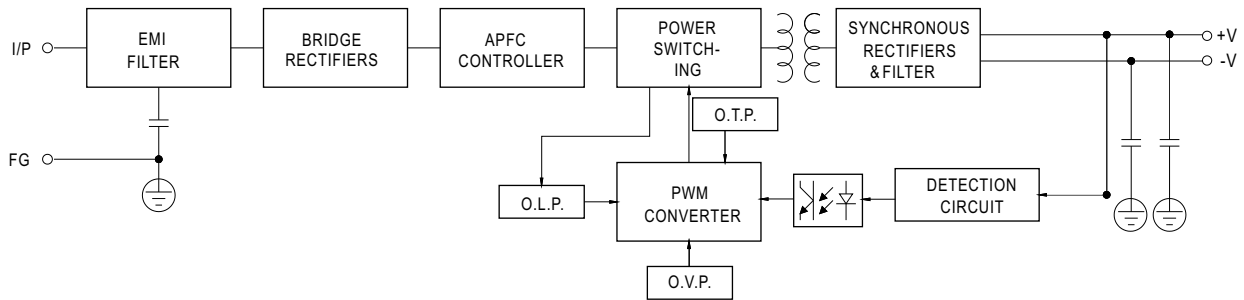 I/P
EMI
FILTER
BRIDGE
RECTIFIERS
APFC
CONTROLLER
POWER
SWITCH-
ING
SYNCHRONOUS
RECTIFIERS
&FILTER
+V
-V
FG
O.T.P.
O.L.P.
PWM
CONVERTER
DETECTION
CIRCUIT
O.V.P.